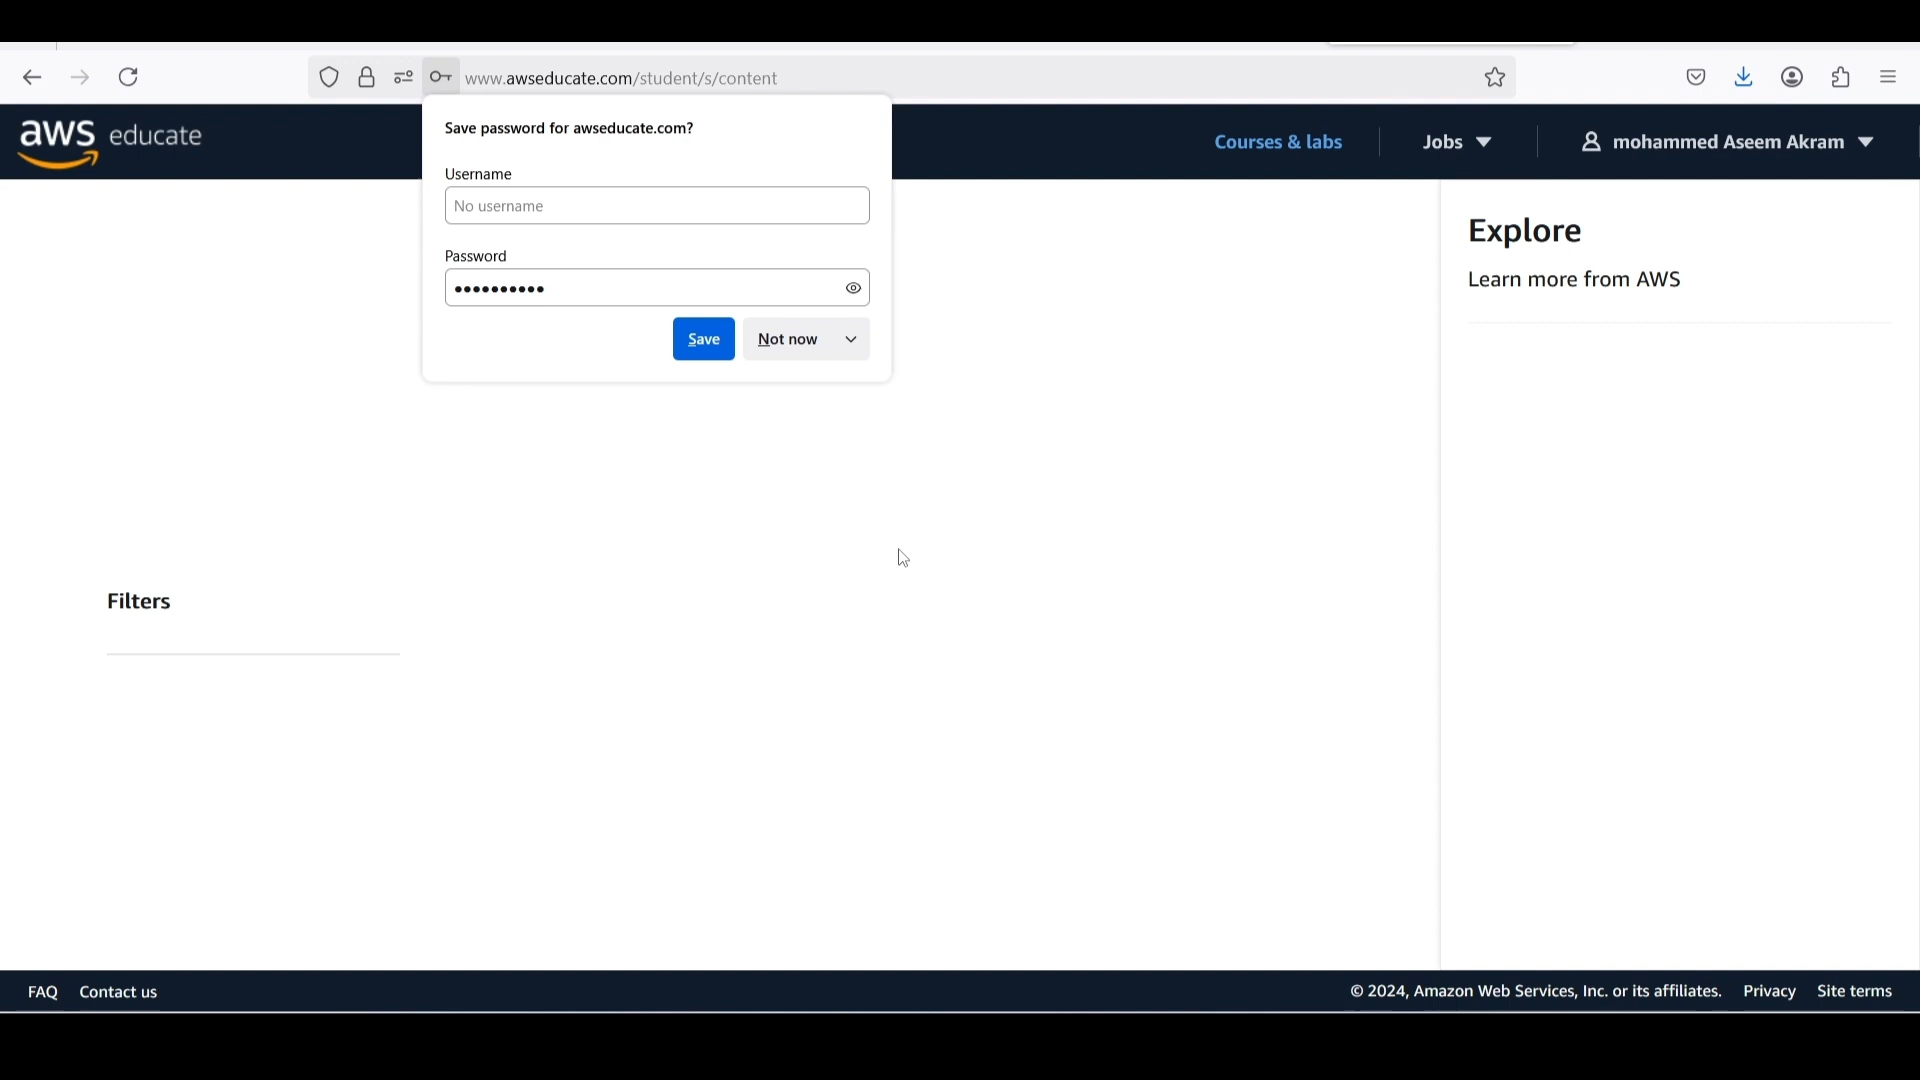 www.awseducate.com/student/s/content
aws educate
Courses & labs
Jobs
mohammed Aseem Akram
Save password for awseducate.com?
Username
No username
Password
••••••••••
Save
Not now
Explore
Learn more from AWS
Filters
FAQ
Contact us
© 2024, Amazon Web Services, Inc. or its affiliates.
Privacy
Site terms